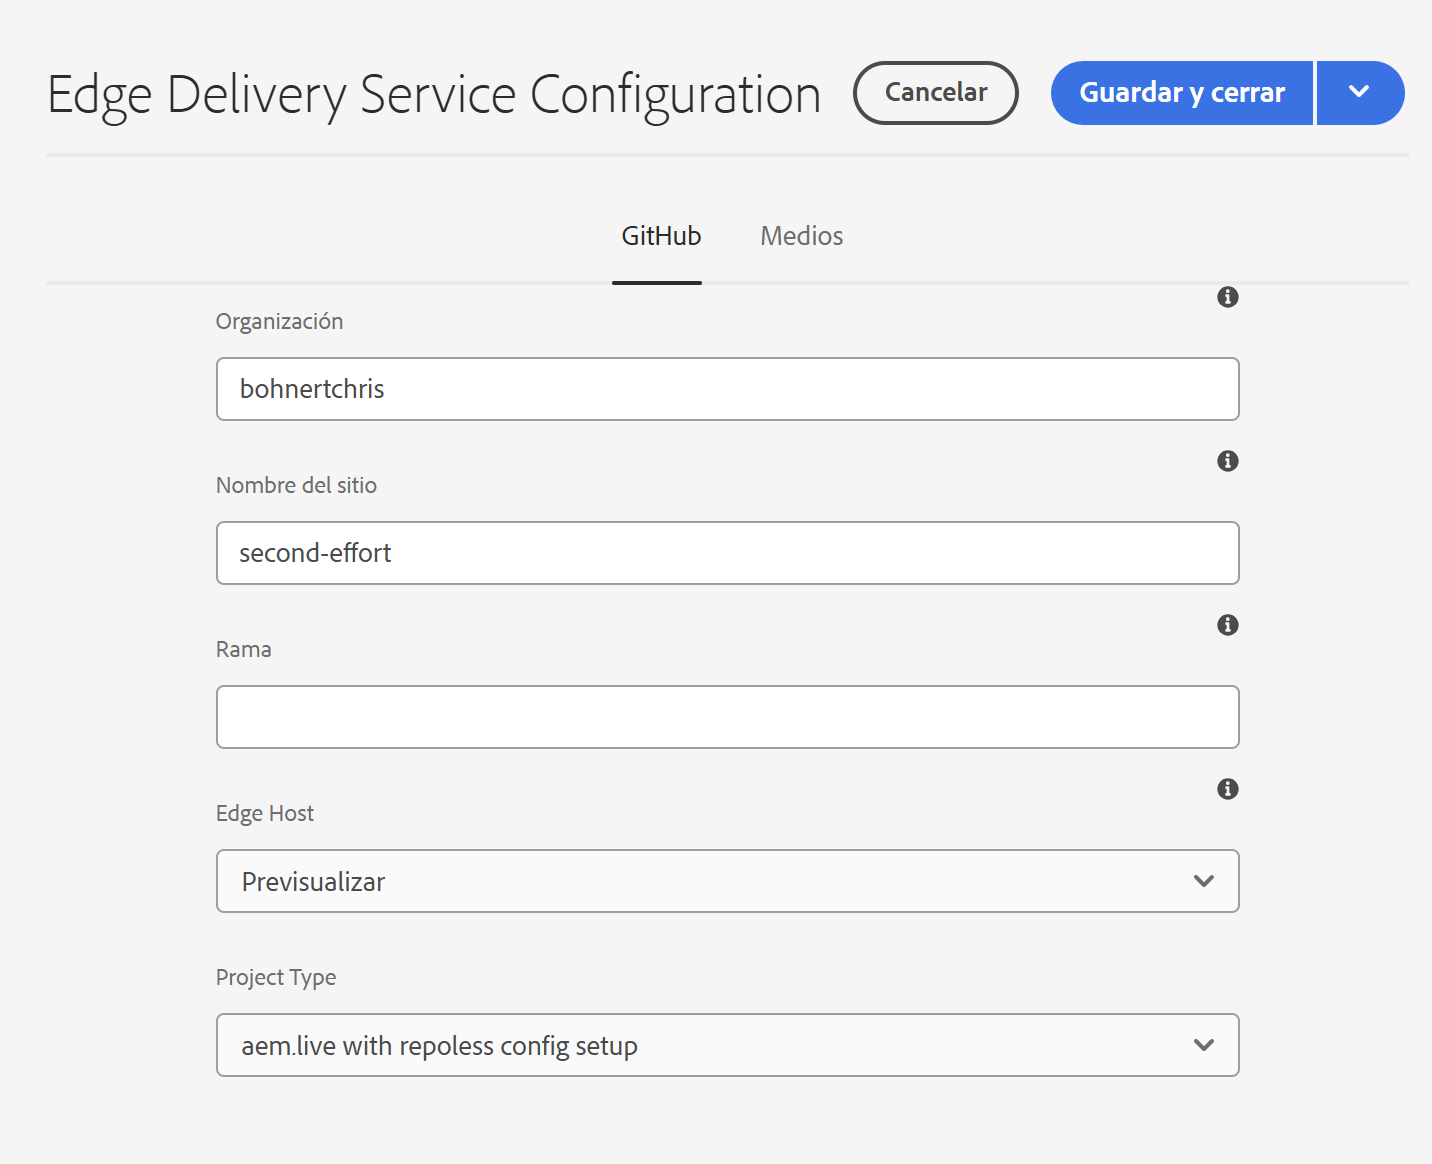 Edge Delivery Service Configuration
Cancelar
Guardar y cerrar
GitHub
Medios
Organización
bohnertchris
Nombre del sitio
second-effort
Rama
Edge Host
Previsualizar
Project Type
aem.live with repoless config setup